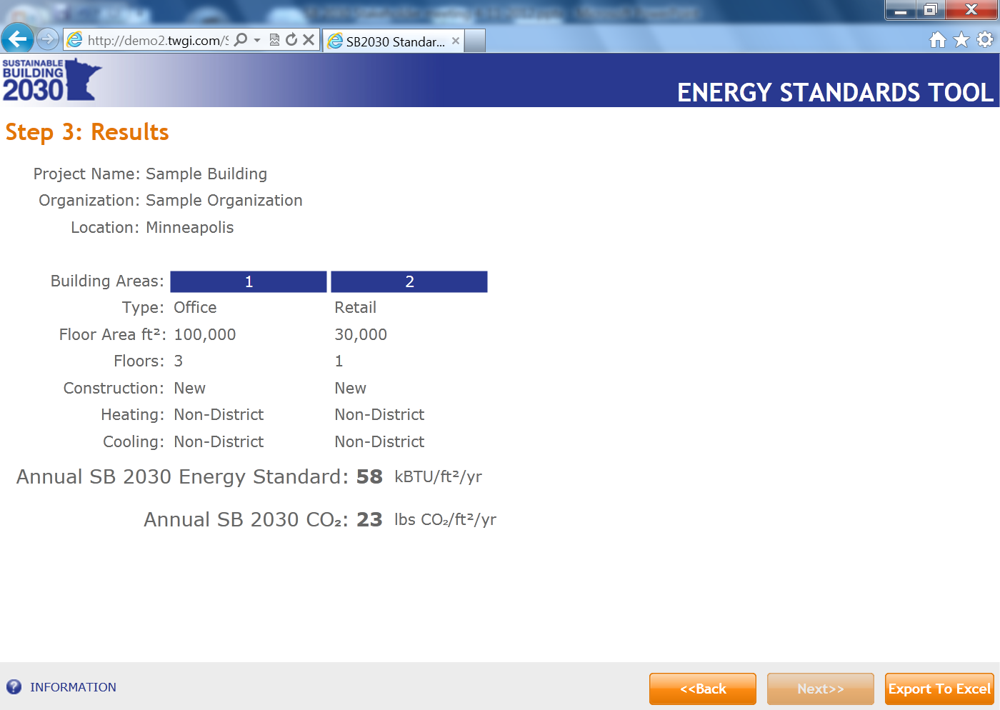 http://demo2.twgi.com/S
SB2030 Standar...
SUSTAINABLE
BUILDING
2030
ENERGY STANDARDS TOOL
Step 3: Results
Project Name: Sample Building
Organization: Sample Organization
Location: Minneapolis
Building Areas: 1 2
Type: Office Retail
Floor Area ft²: 100,000 30,000
Floors: 3 1
Construction: New New
Heating: Non-District Non-District
Cooling: Non-District Non-District
Annual SB 2030 Energy Standard: 58 kBTU/ft²/yr
Annual SB 2030 CO₂: 23 lbs CO₂/ft²/yr
? INFORMATION
<<Back Next>> Export To Excel